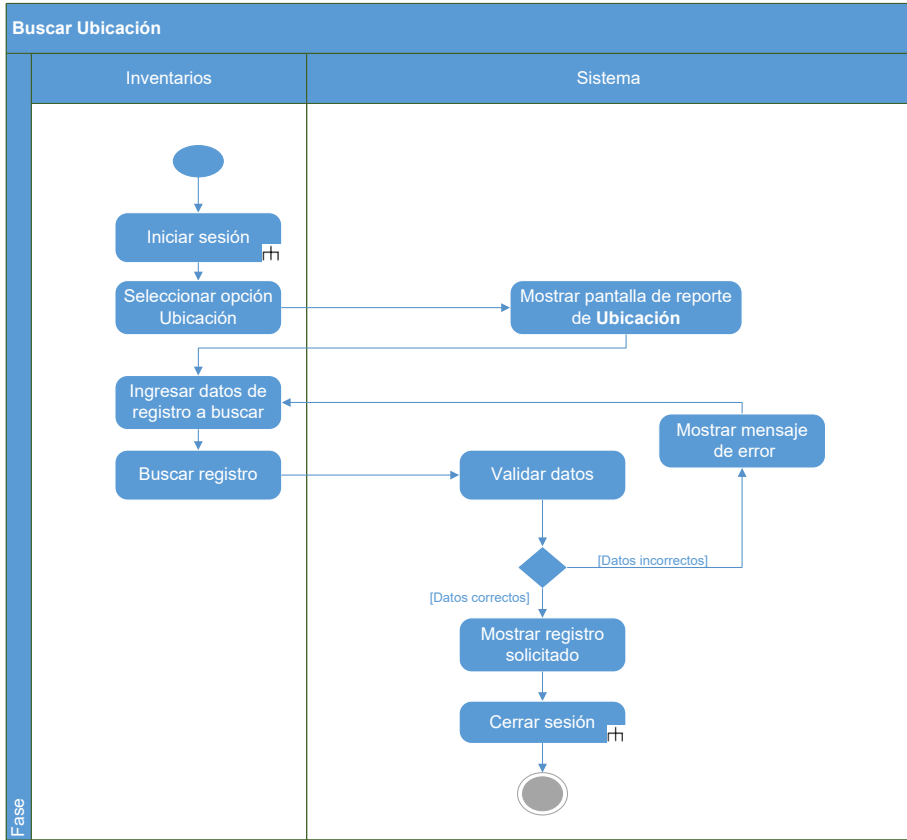 Buscar Ubicación
Inventarios
Sistema
Iniciar sesión
Seleccionar opción
Ubicación
Mostrar pantalla de reporte
de Ubicación
Ingresar datos de
registro a buscar
Mostrar mensaje
de error
Buscar registro
Validar datos
[Datos incorrectos]
[Datos correctos]
Mostrar registro
solicitado
Cerrar sesión
Fase